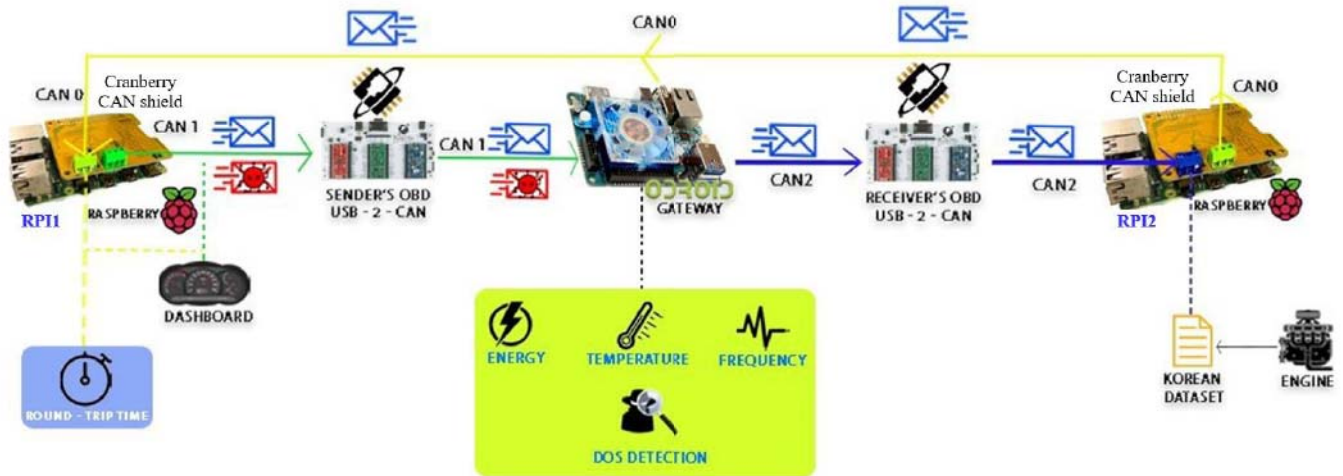 CAN0
CAN 0
Cranberry
CAN shield
CAN 1
RPI1
RASPBERRY
SENDER'S OBD
USB - 2 - CAN
CAN 1
ODROID
GATEWAY
CAN2
RECEIVER'S OBD
USB - 2 - CAN
CAN2
Cranberry
CAN shield
CAN0
RPI2
RASPBERRY
DASHBOARD
ROUND - TRIP TIME
ENERGY
TEMPERATURE
FREQUENCY
DOS DETECTION
KOREAN
DATASET
ENGINE